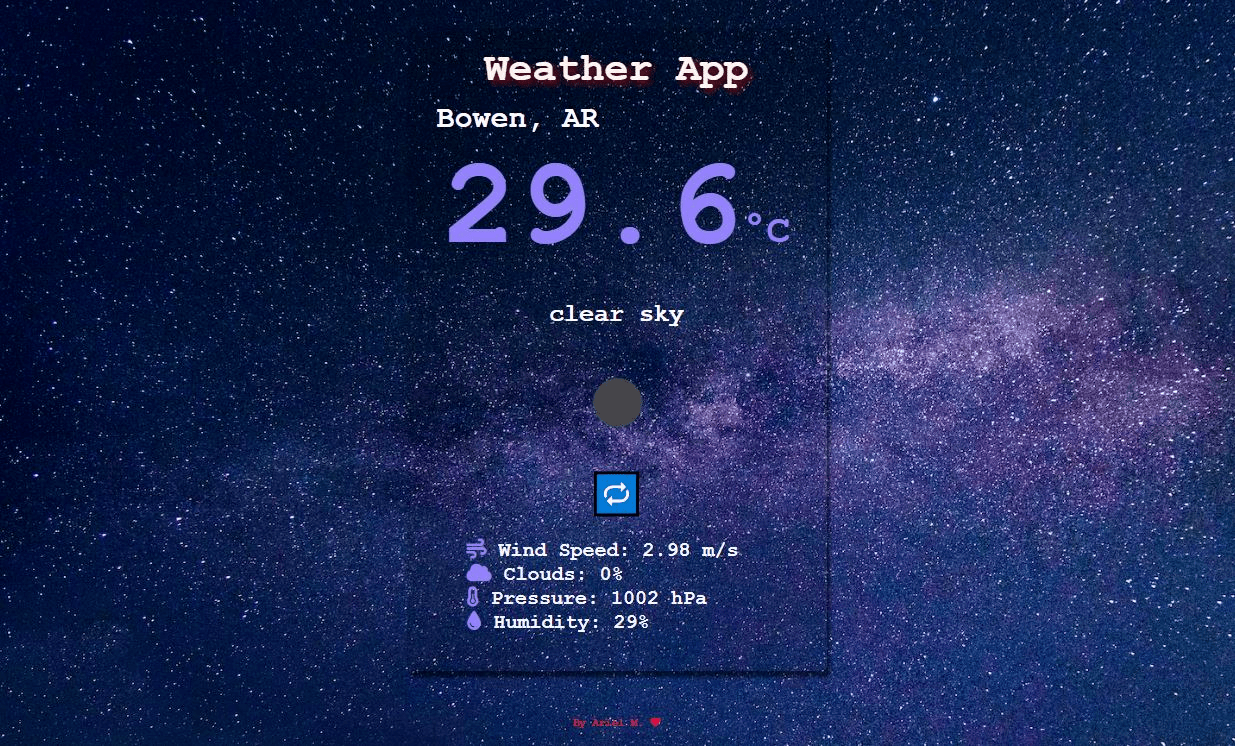 Weather App
Bowen, AR
29.6°C
clear sky
Wind Speed: 2.98 m/s
Clouds: 0%
Pressure: 1002 hPa
Humidity: 29%
By Ariel M.